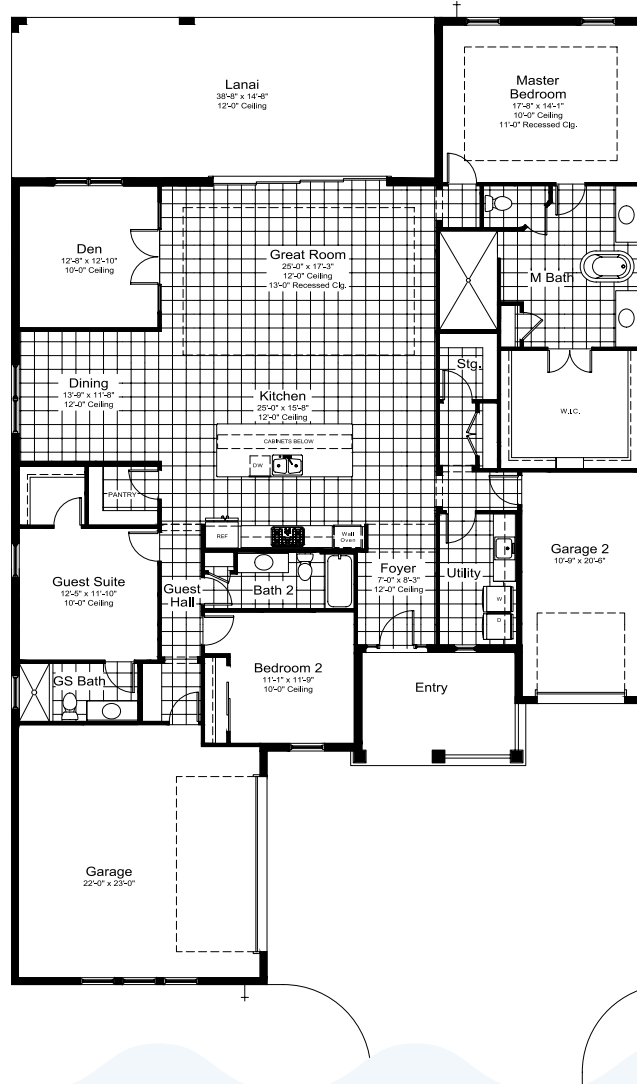 Lanai
38'-8" x 14'-8"
12'-0" Ceiling
Master
Bedroom
17'-8" x 14'-1"
10'-0" Ceiling
11'-0" Recessed Clg.
Den
12'-8" x 12'-10"
10'-0" Ceiling
Great Room
25'-0" x 17'-3"
12'-0" Ceiling
13'-0" Recessed Clg.
M Bath
Stg.
Dining
13'-9" x 11'-8"
12'-0" Ceiling
Kitchen
25'-0" x 15'-8"
12'-0" Ceiling
W.I.C.
CABINETS BELOW
DW
PANTRY
REF
Wall
Oven
Garage 2
10'-9" x 20'-6"
Guest Suite
12'-5" x 11'-10"
10'-0" Ceiling
Guest
Hall
Bath 2
Foyer
7'-0" x 8'-3"
12'-0" Ceiling
Utility
W
D
GS Bath
Bedroom 2
11'-1" x 11'-9"
10'-0" Ceiling
Entry
Garage
22'-0" x 23'-0"